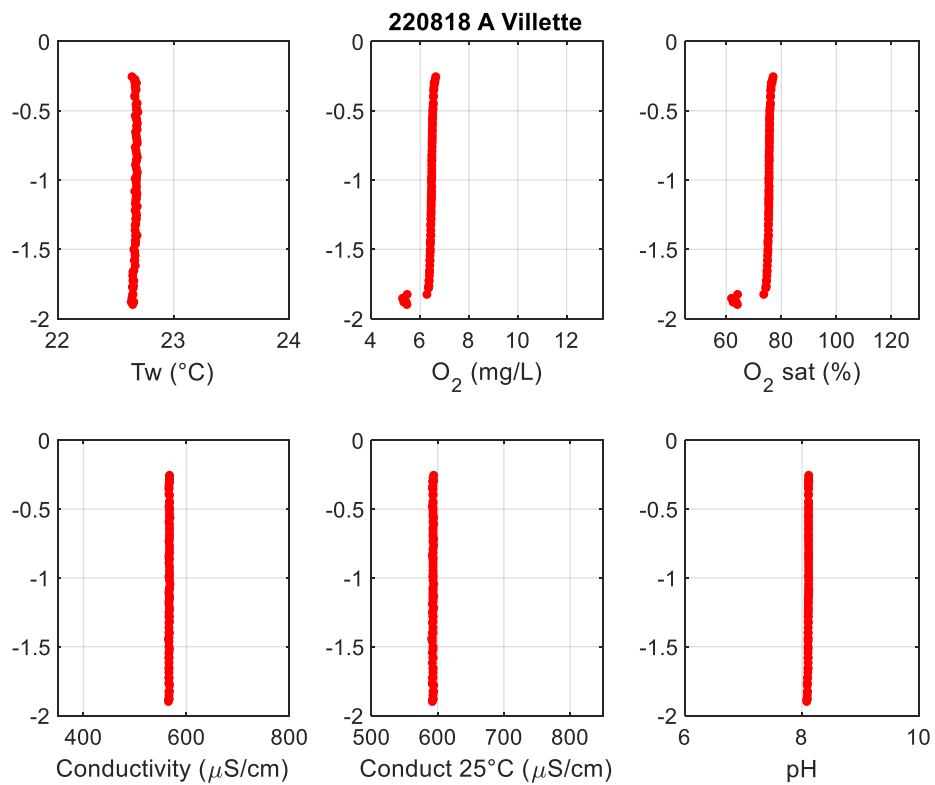 220818 A Villette
0
-0.5
-1
-1.5
-2
22 23 24
Tw (°C)
0
-0.5
-1
-1.5
-2
4 6 8 10 12
O2 (mg/L)
0
-0.5
-1
-1.5
-2
60 80 100 120
O2 sat (%)
0
-0.5
-1
-1.5
-2
400 600 800
Conductivity (μS/cm)
0
-0.5
-1
-1.5
-2
500 600 700 800
Conduct 25°C (μS/cm)
0
-0.5
-1
-1.5
-2
6 8 10
pH